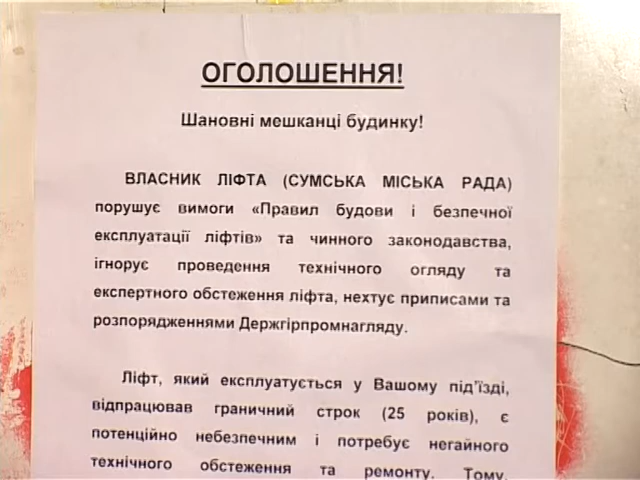 ОГОЛОШЕННЯ!
Шановні мешканці будинку!
ВЛАСНИК ЛІФТА (СУМСЬКА МІСЬКА РАДА)
порушує вимоги «Правил будови і безпечної
експлуатації ліфтів» та чинного законодавства,
ігнорує проведення технічного огляду та
експертного обстеження ліфта, нехтує приписами та
розпорядженнями Держгірпромнагляду.
Ліфт, який експлуатується у Вашому під'їзді,
відпрацював граничний строк (25 років), є
потенційно небезпечним і потребує негайного
технічного обстеження та ремонту. Тому,